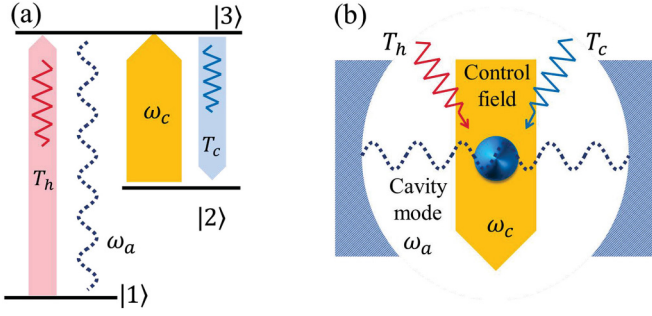 (a)
|3⟩
ω_c
T_h
T_c
|2⟩
ω_a
|1⟩
(b)
T_h
T_c
Control
field
Cavity
mode
ω_c
ω_a